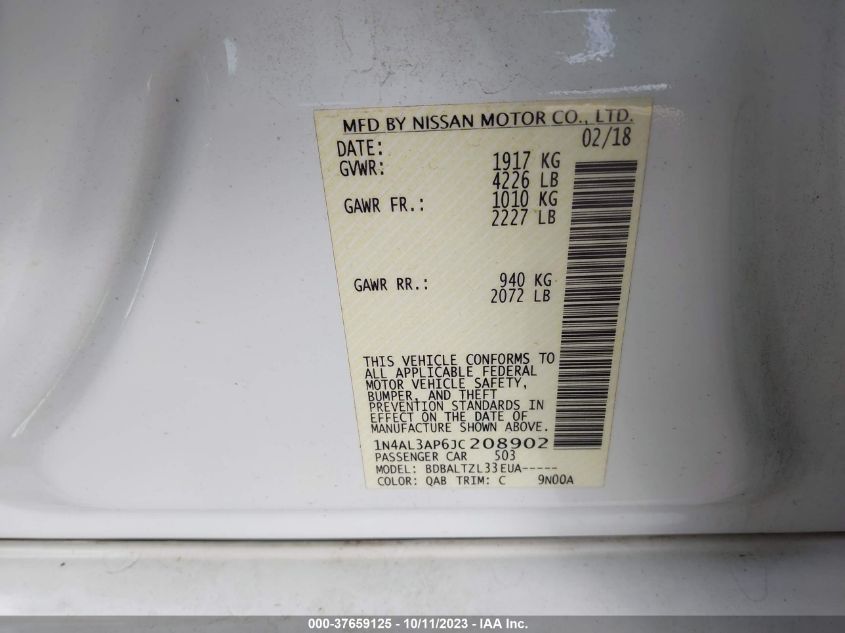 MFD BY NISSAN MOTOR CO., LTD.
DATE: 02/18
GVWR: 1917 KG
4226 LB
GAWR FR.: 1010 KG
2227 LB
GAWR RR.: 940 KG
2072 LB
THIS VEHICLE CONFORMS TO
ALL APPLICABLE FEDERAL
MOTOR VEHICLE SAFETY,
BUMPER, AND THEFT
PREVENTION STANDARDS IN
EFFECT ON THE DATE OF
MANUFACTURE SHOWN ABOVE.
1N4AL3AP6JC208902
PASSENGER CAR 503
MODEL: BDBALTZL33EUA-----
COLOR: QAB TRIM: C 9N00A
000-37659125 - 10/11/2023 - IAA Inc.